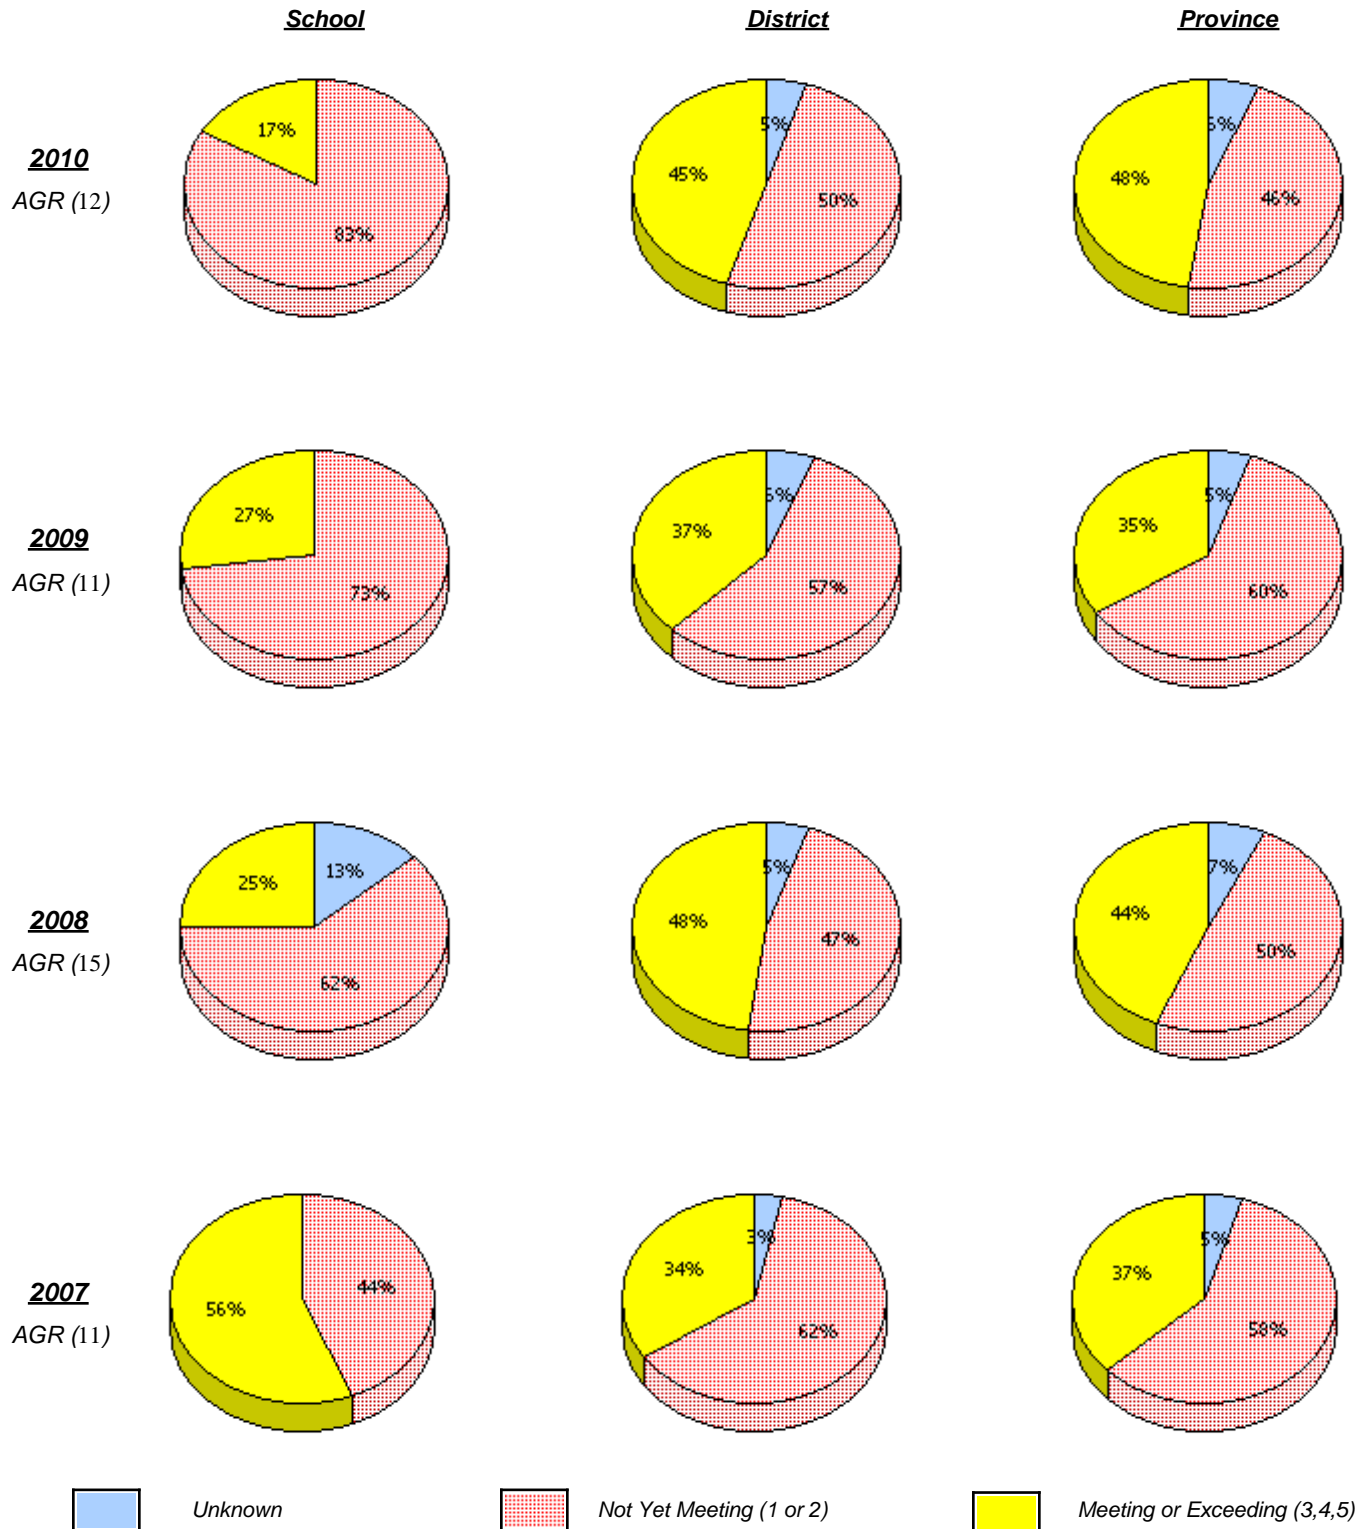 School District Province
17% 5% 45% 50% 6% 48% 46% 83%
2010
AGR (12)
27% 6% 37% 57% 5% 35% 60% 73%
2009
AGR (11)
25% 13% 62% 5% 48% 47% 7% 44% 50%
2008
AGR (15)
56% 44% 3% 34% 62% 5% 37% 58%
2007
AGR (11)
Unknown Not Yet Meeting (1 or 2) Meeting or Exceeding (3,4,5)